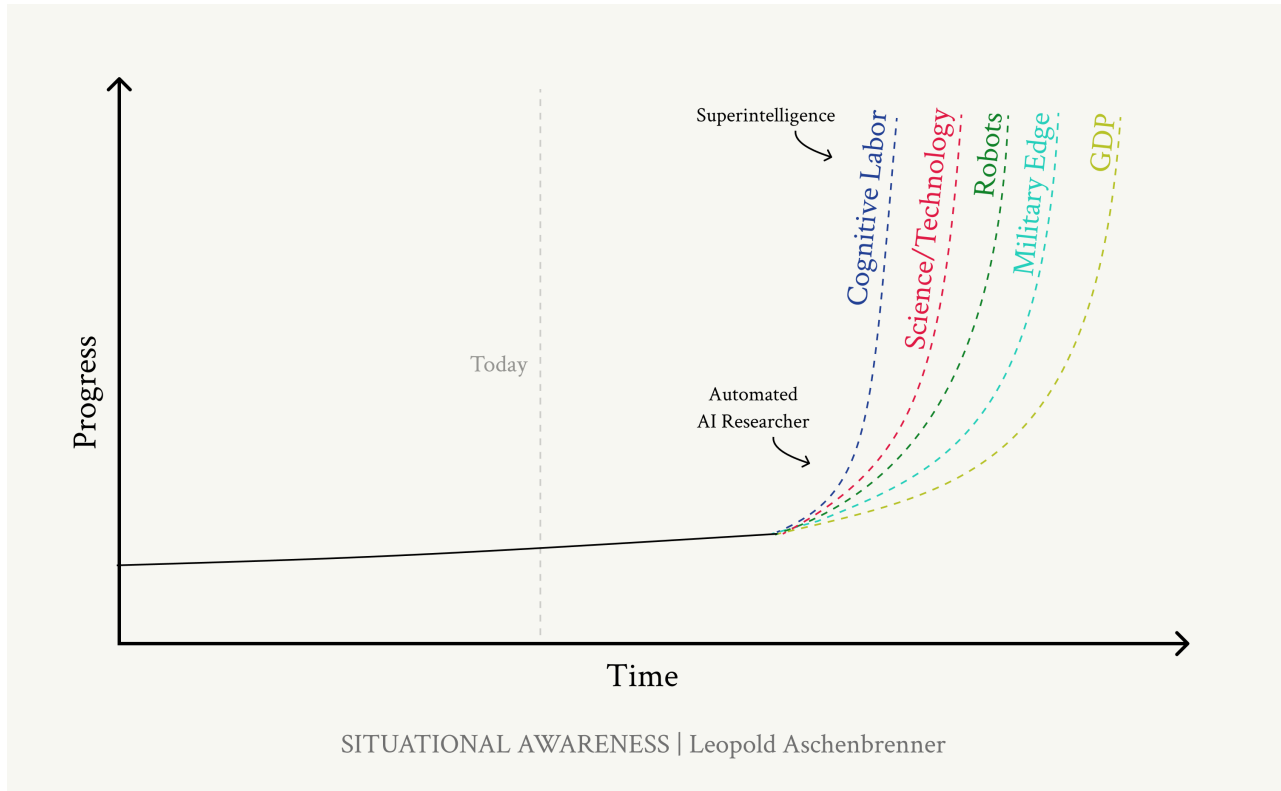 Superintelligence
Cognitive Labor
Science/Technology
Robots
Military Edge
GDP
Today
Automated
AI Researcher
Progress
Time
SITUATIONAL AWARENESS | Leopold Aschenbrenner